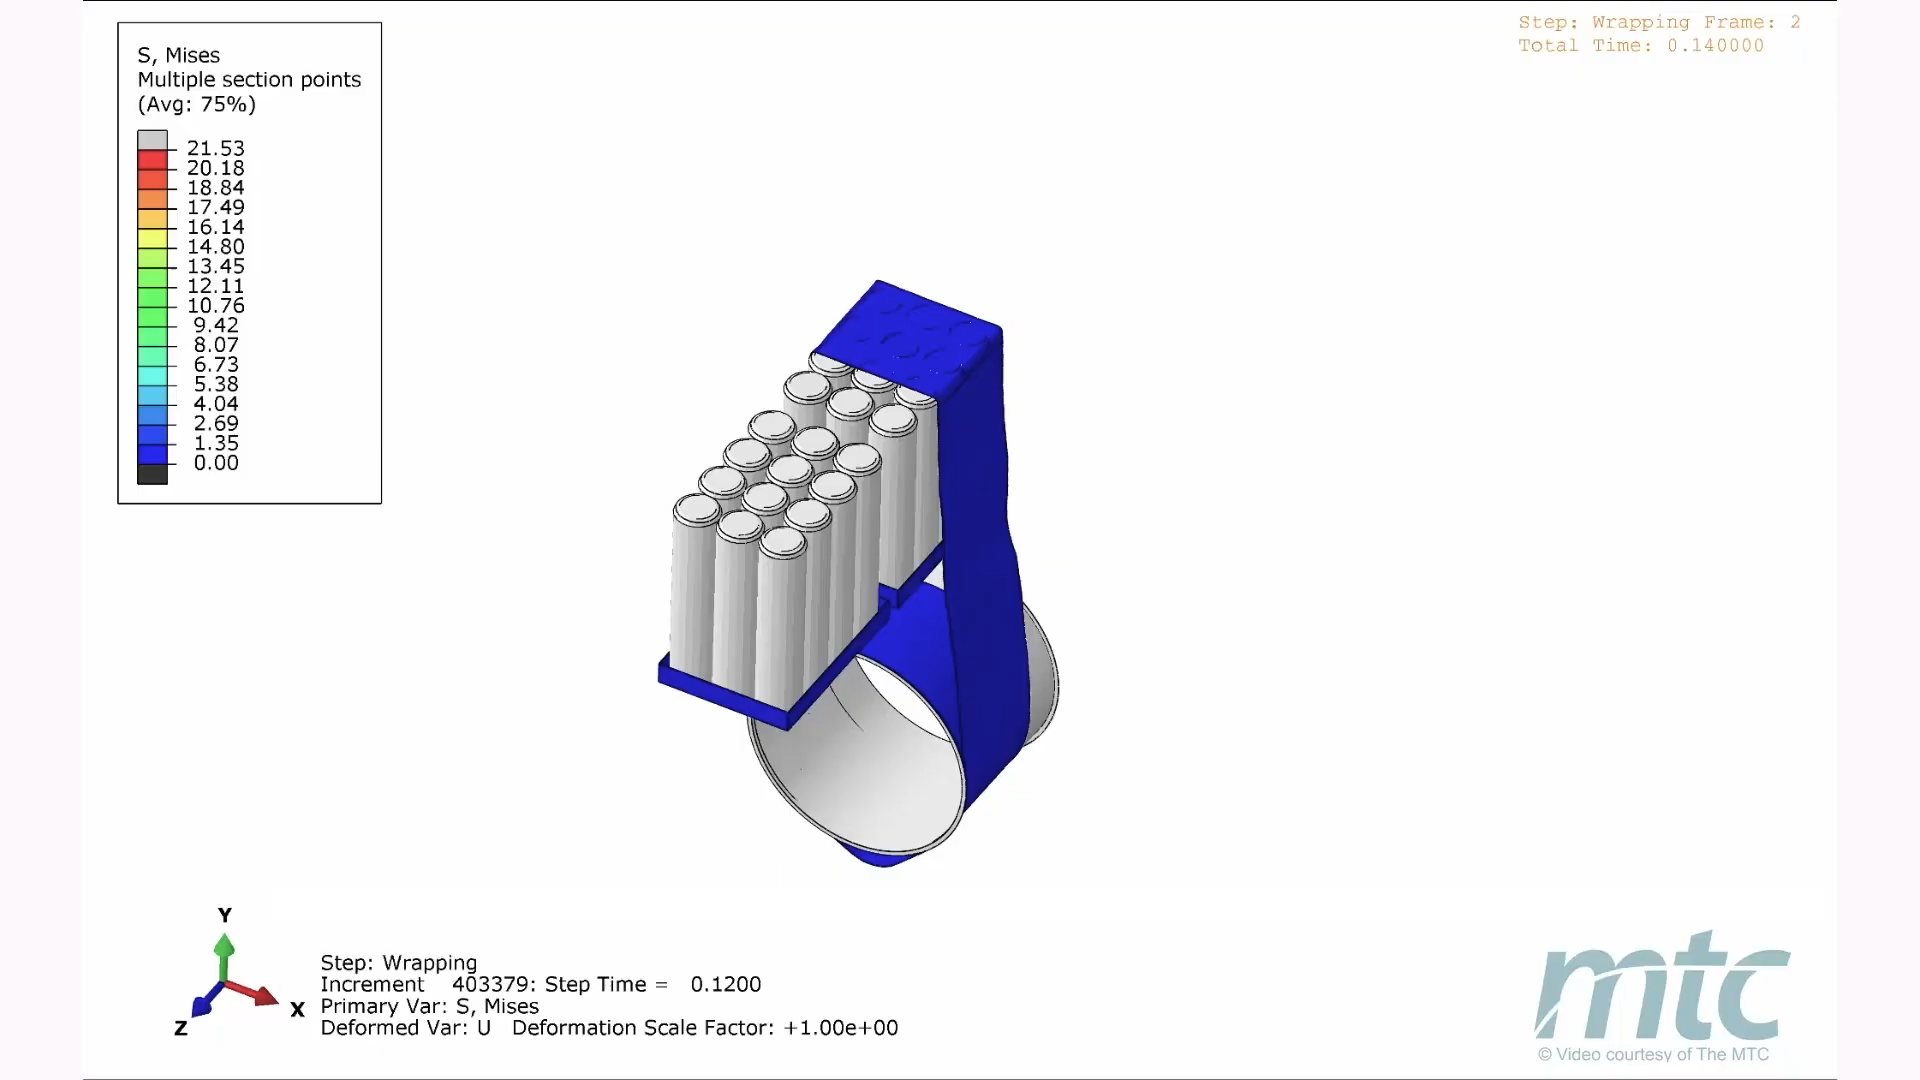 Step: Wrapping Frame: 2
Total Time: 0.140000
S, Mises
Multiple section points
(Avg: 75%)
21.53
20.18
18.84
17.49
16.14
14.80
13.45
12.11
10.76
9.42
8.07
6.73
5.38
4.04
2.69
1.35
0.00
Y
X
Z
Step: Wrapping
Increment 403379: Step Time = 0.1200
Primary Var: S, Mises
Deformed Var: U Deformation Scale Factor: +1.00e+00
mtc
© Video courtesy of The MTC